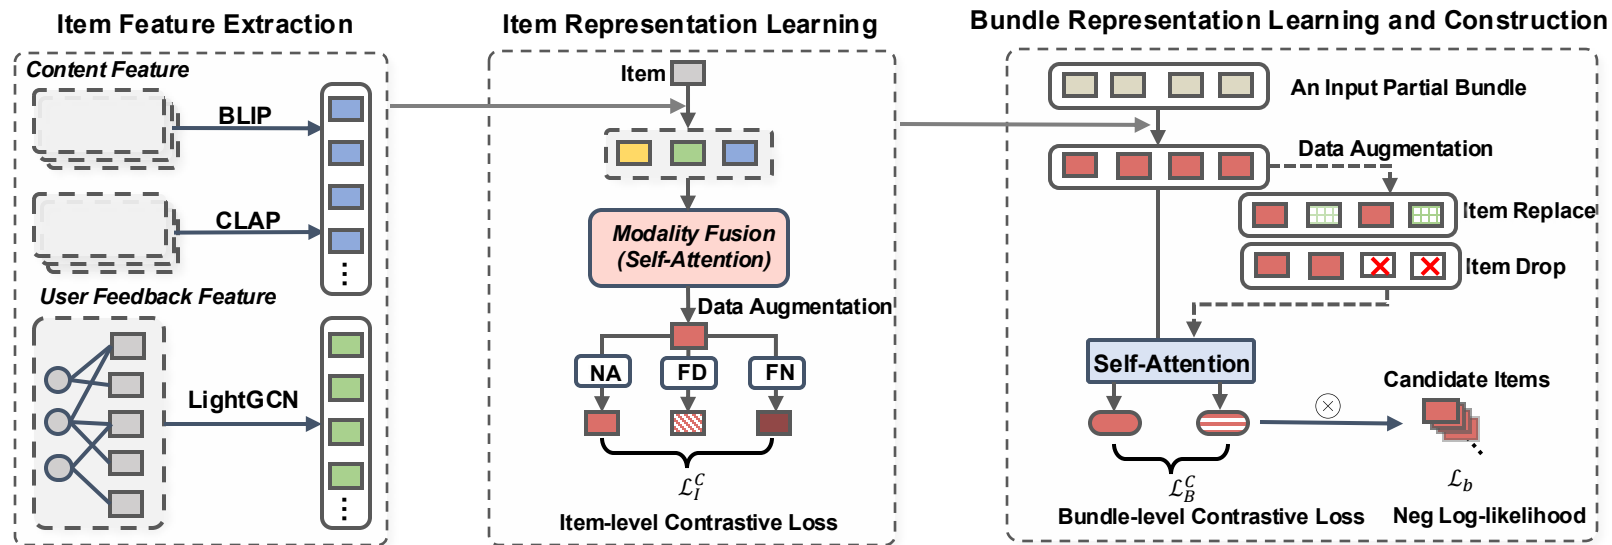 Item Feature Extraction
Content Feature
BLIP
CLAP
User Feedback Feature
LightGCN
Item Representation Learning
Item
Modality Fusion
(Self-Attention)
Data Augmentation
NA
FD
FN
ℒ_I^C
Item-level Contrastive Loss
Bundle Representation Learning and Construction
An Input Partial Bundle
Data Augmentation
Item Replace
Item Drop
Self-Attention
Candidate Items
ℒ_B^C
ℒ_b
Bundle-level Contrastive Loss
Neg Log-likelihood